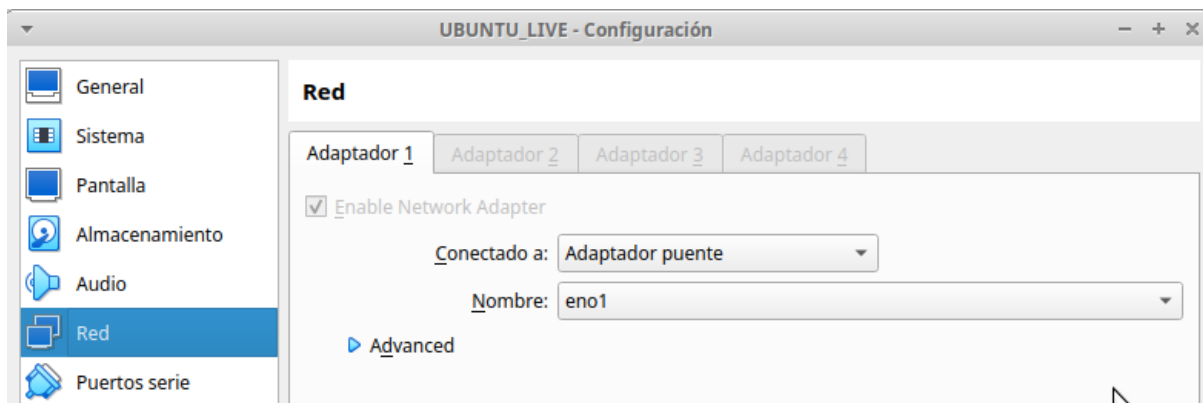 UBUNTU_LIVE - Configuración
General
Sistema
Pantalla
Almacenamiento
Audio
Red
Puertos serie
Red
Adaptador 1 Adaptador 2 Adaptador 3 Adaptador 4
Enable Network Adapter
Conectado a: Adaptador puente
Nombre: eno1
Advanced